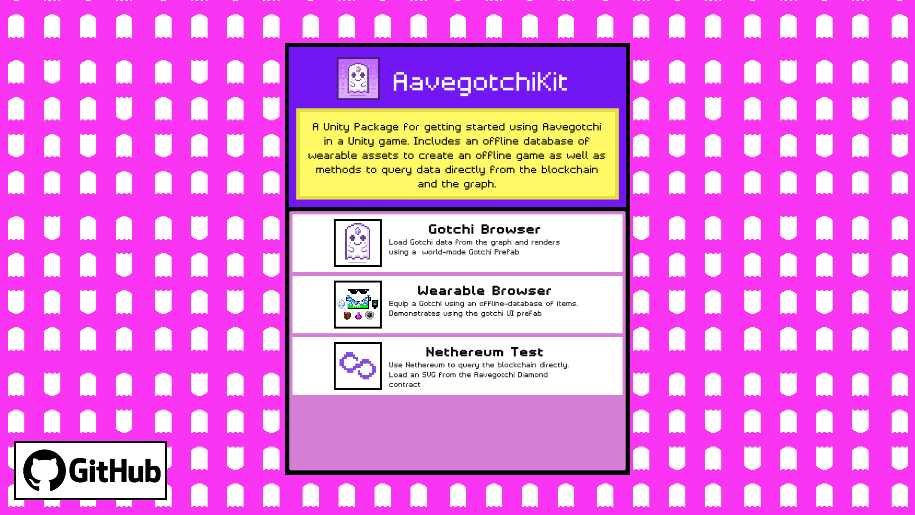 AavegotchiKit
A Unity Package for getting started using Aavegotchi
in a Unity game. Includes an offline database of
wearable assets to create an offline game as well as
methods to query data directly from the blockchain
and the graph.
Gotchi Browser
Load Gotchi data from the graph and renders
using a world-mode Gotchi Prefab
Wearable Browser
Equip a Gotchi using an offline-database of items.
Demonstrates using the gotchi UI prefab
Nethereum Test
Use Nethereum to query the blockchain directly.
Load an SVG from the Aavegotchi Diamond
contract
GitHub